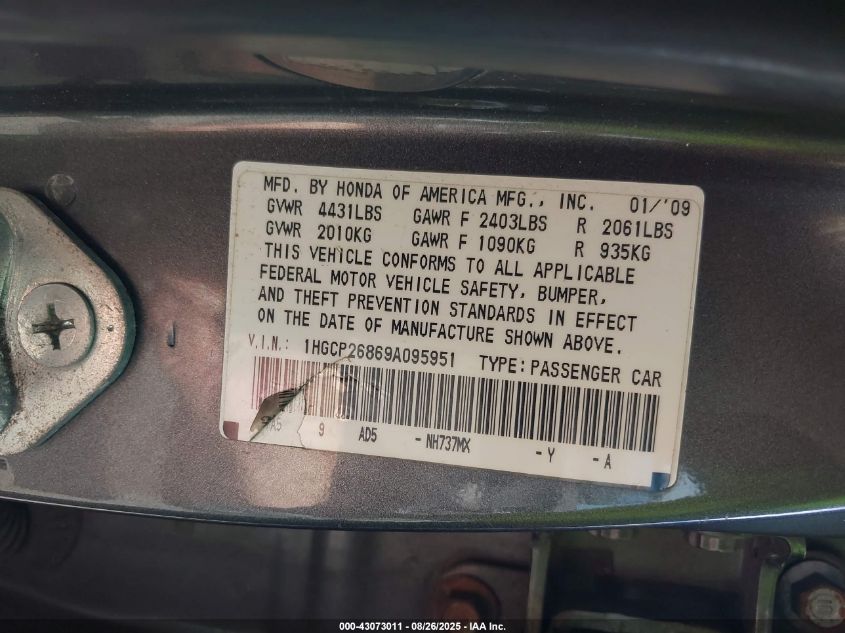 MFD. BY HONDA OF AMERICA MFG., INC. 01/'09
GVWR 4431LBS GAWR F 2403LBS R 2061LBS
GVWR 2010KG GAWR F 1090KG R 935KG
THIS VEHICLE CONFORMS TO ALL APPLICABLE
FEDERAL MOTOR VEHICLE SAFETY, BUMPER,
AND THEFT PREVENTION STANDARDS IN EFFECT
ON THE DATE OF MANUFACTURE SHOWN ABOVE.
V.I.N.: 1HGCP26869A095951 TYPE: PASSENGER CAR
9 AD5 - NH737MX - Y - A
000-43073011 - 08/26/2025 - IAA Inc.